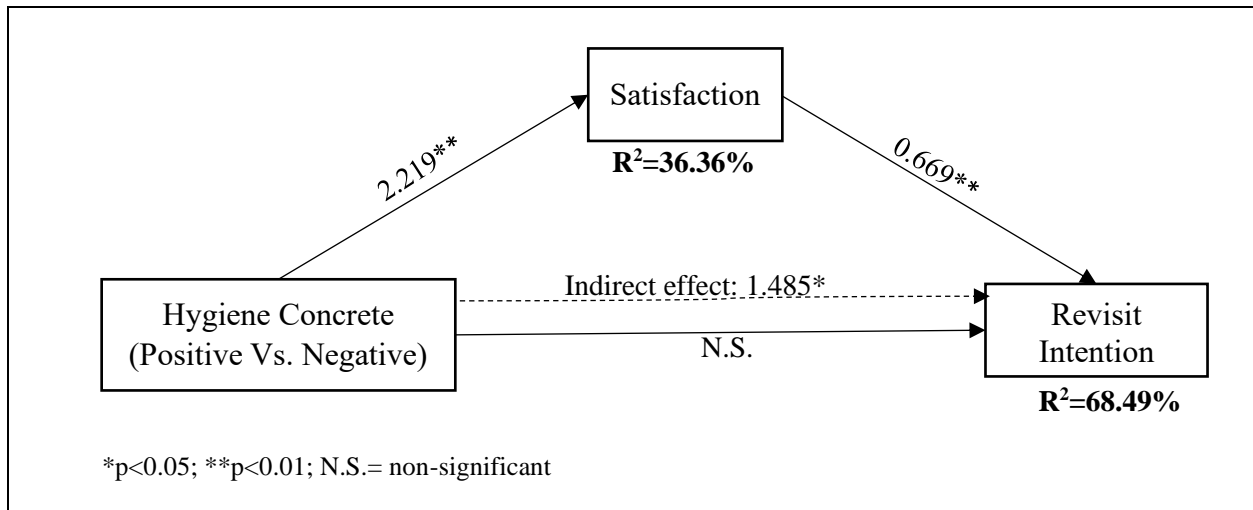 Satisfaction
R²=36.36%
2.219**
0.669**
Indirect effect: 1.485*
Hygiene Concrete
(Positive Vs. Negative)
N.S.
Revisit
Intention
R²=68.49%
*p<0.05; **p<0.01; N.S.= non-significant